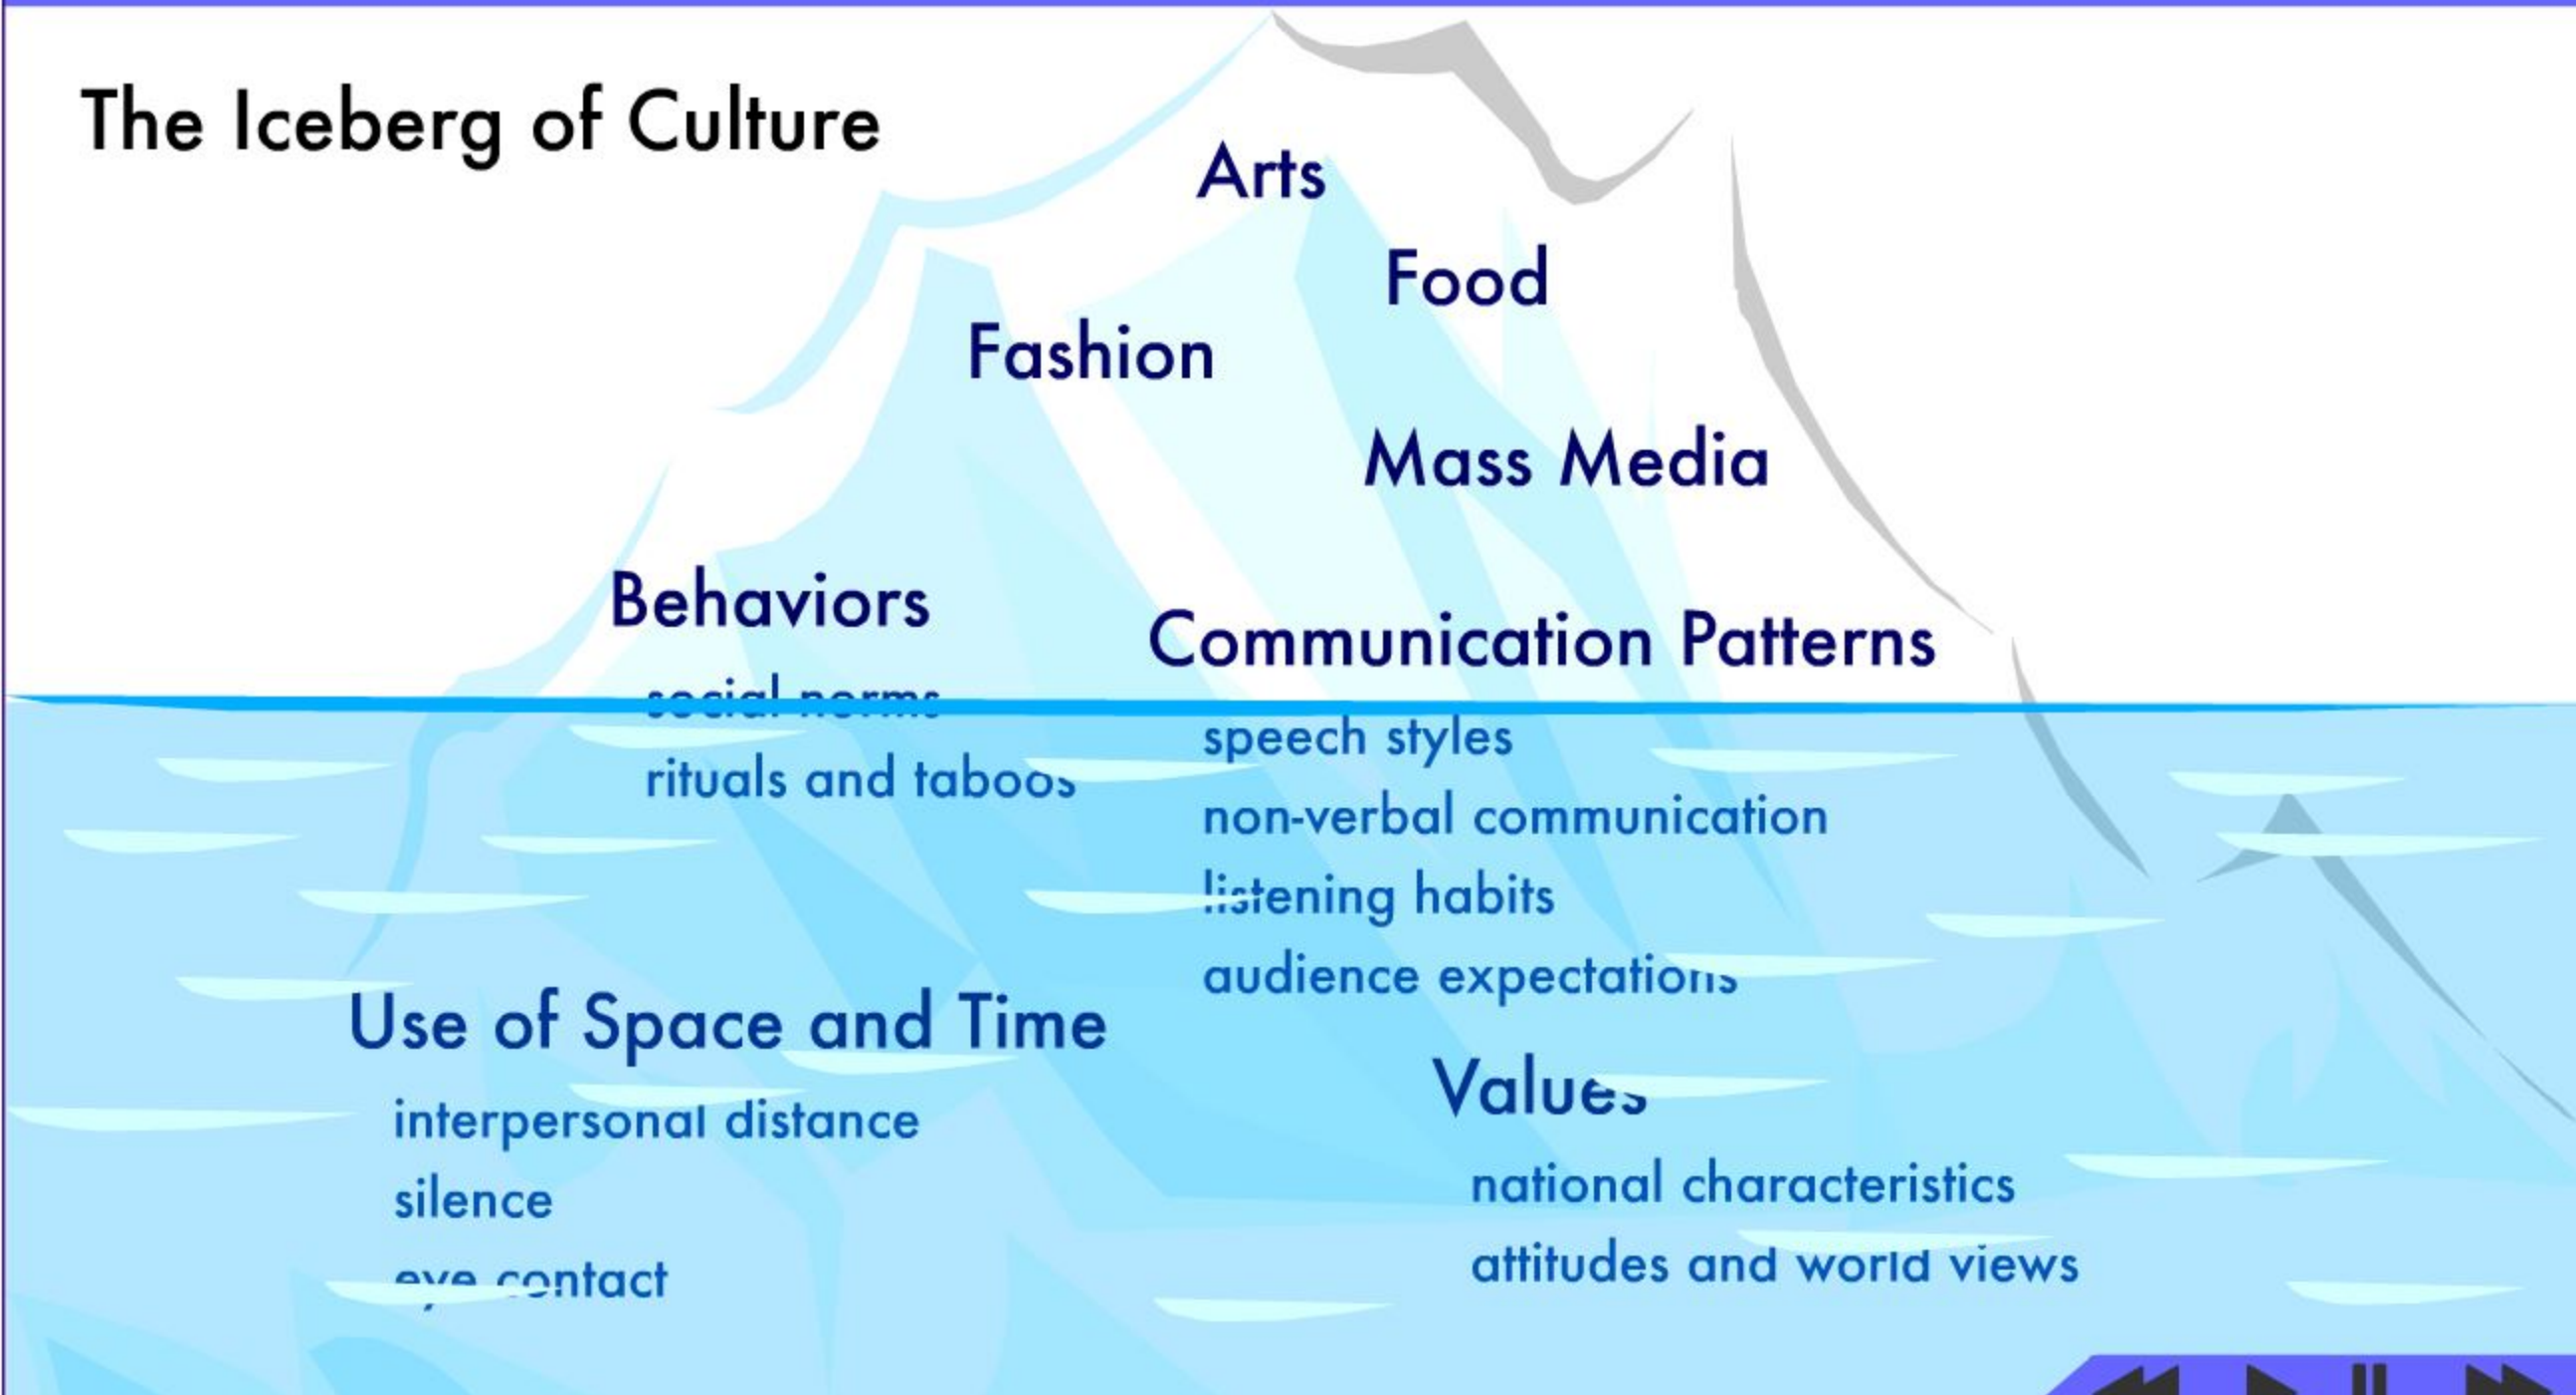 The Iceberg of Culture
Arts
Food
Fashion
Mass Media
Behaviors
social norms
rituals and taboos
Communication Patterns
speech styles
non-verbal communication
listening habits
audience expectations
Use of Space and Time
interpersonal distance
silence
eye contact
Values
national characteristics
attitudes and world views